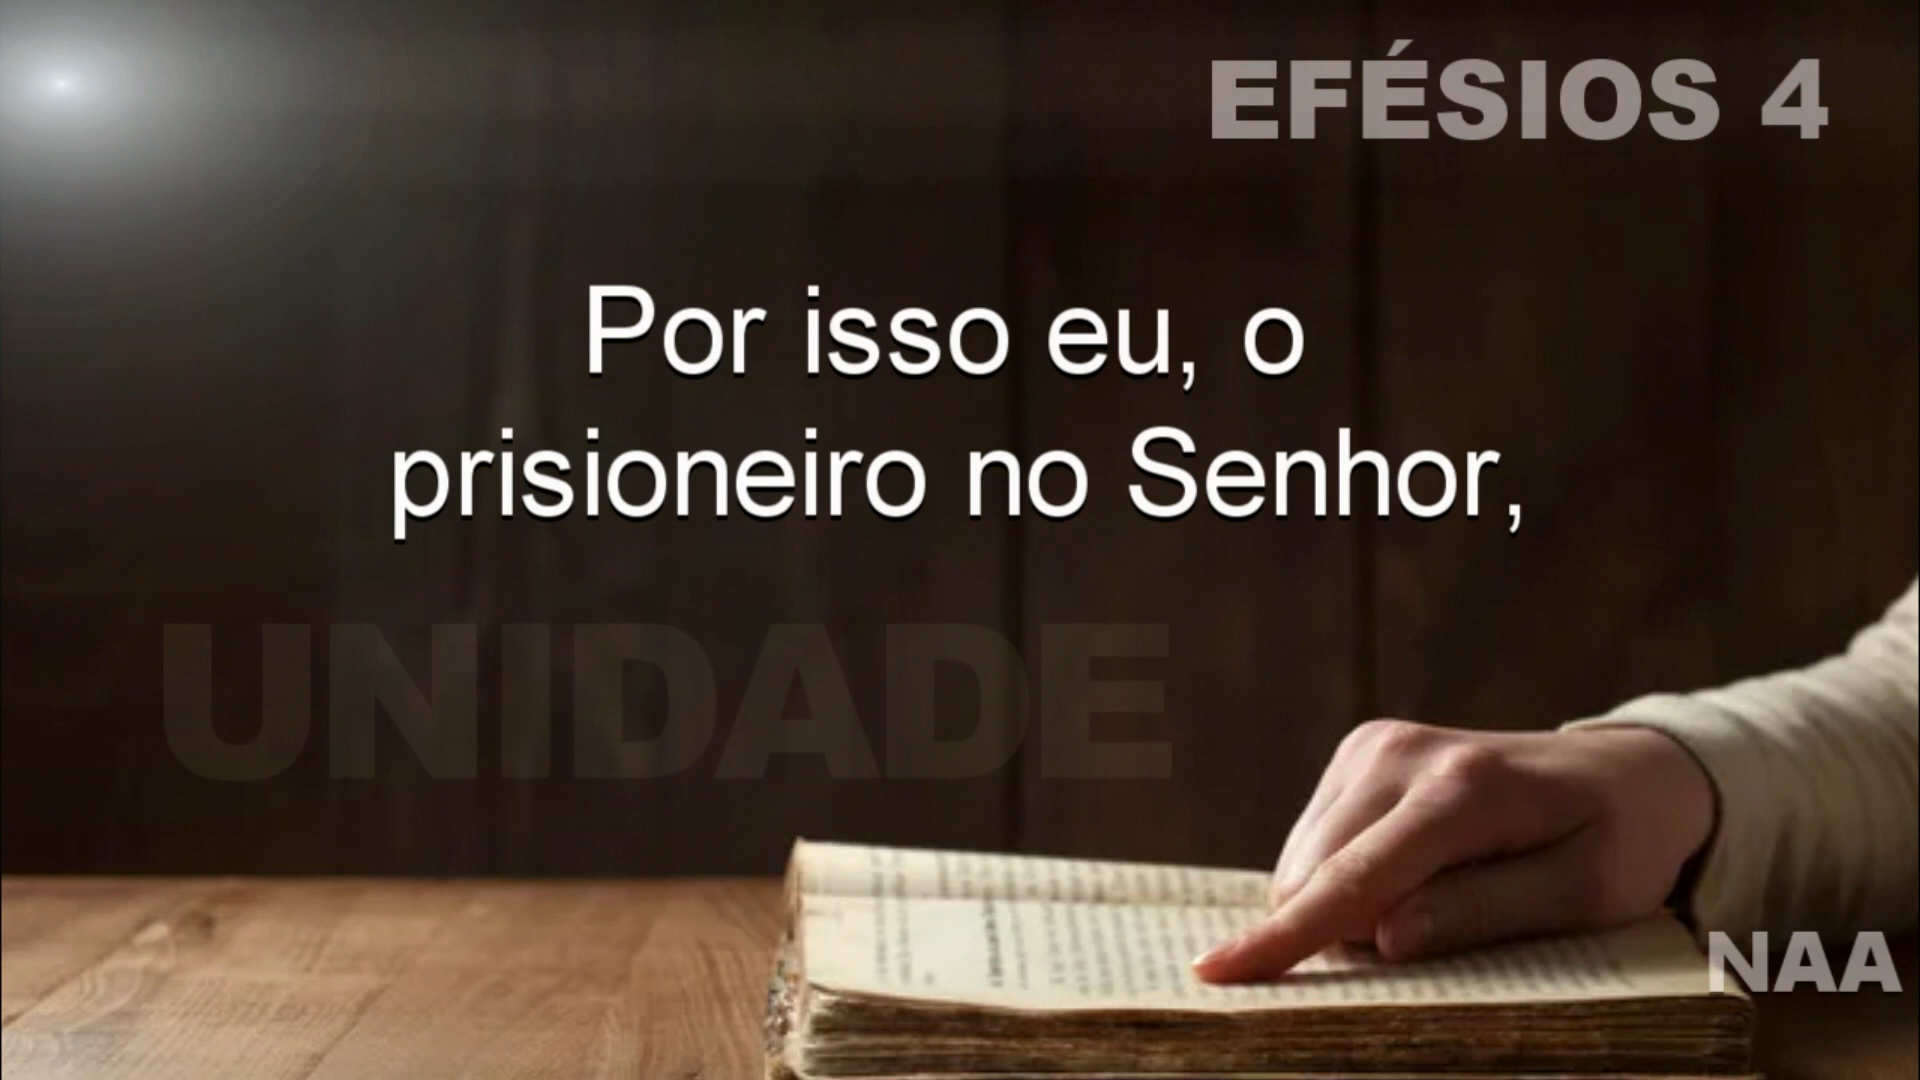 EFÉSIOS 4
Por isso eu, o
prisioneiro no Senhor,
UNIDADE
NAA